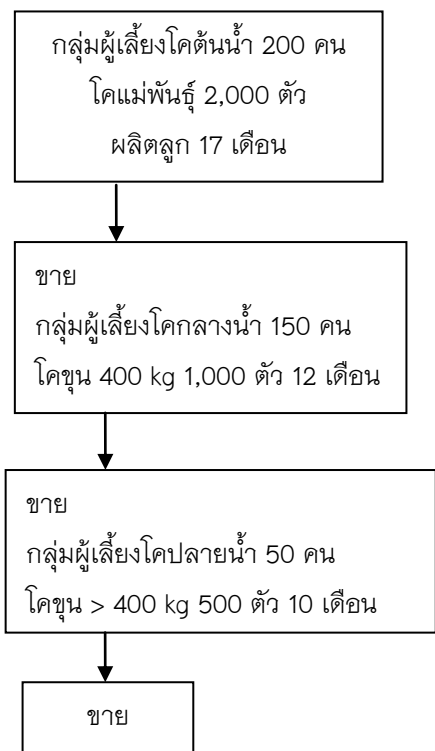 กลุ่มผู้เลี้ยงโคต้นน้ำ 200 คน
โคแม่พันธุ์ 2,000 ตัว
ผลิตลูก 17 เดือน
ขาย
กลุ่มผู้เลี้ยงโคกลางน้ำ 150 คน
โคขุน 400 kg 1,000 ตัว 12 เดือน
ขาย
กลุ่มผู้เลี้ยงโคปลายน้ำ 50 คน
โคขุน > 400 kg 500 ตัว 10 เดือน
ขาย